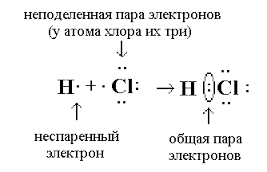 неподеленная пара электронов
(у атома хлора их три)
H· + ·Cl: → H:Cl:
неспаренный
электрон
общая пара
электронов